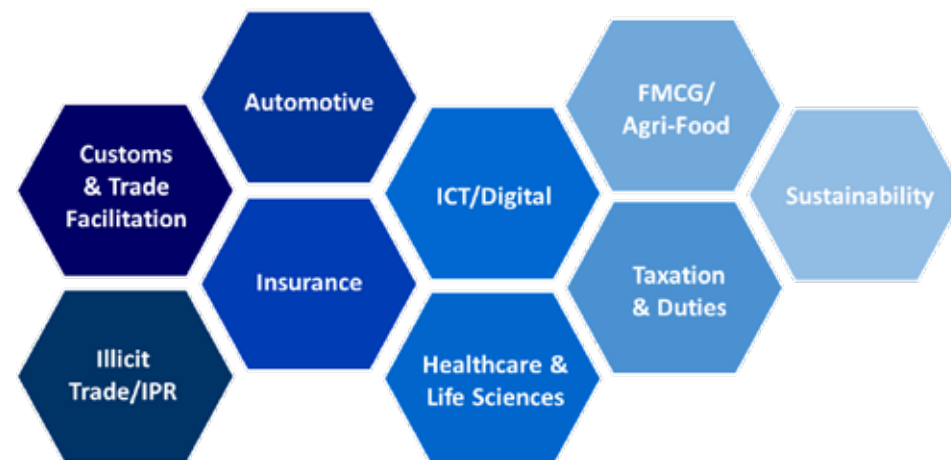 Customs
& Trade
Facilitation
Illicit
Trade/IPR
Automotive
Insurance
ICT/Digital
Healthcare &
Life Sciences
FMCG/
Agri-Food
Taxation
& Duties
Sustainability